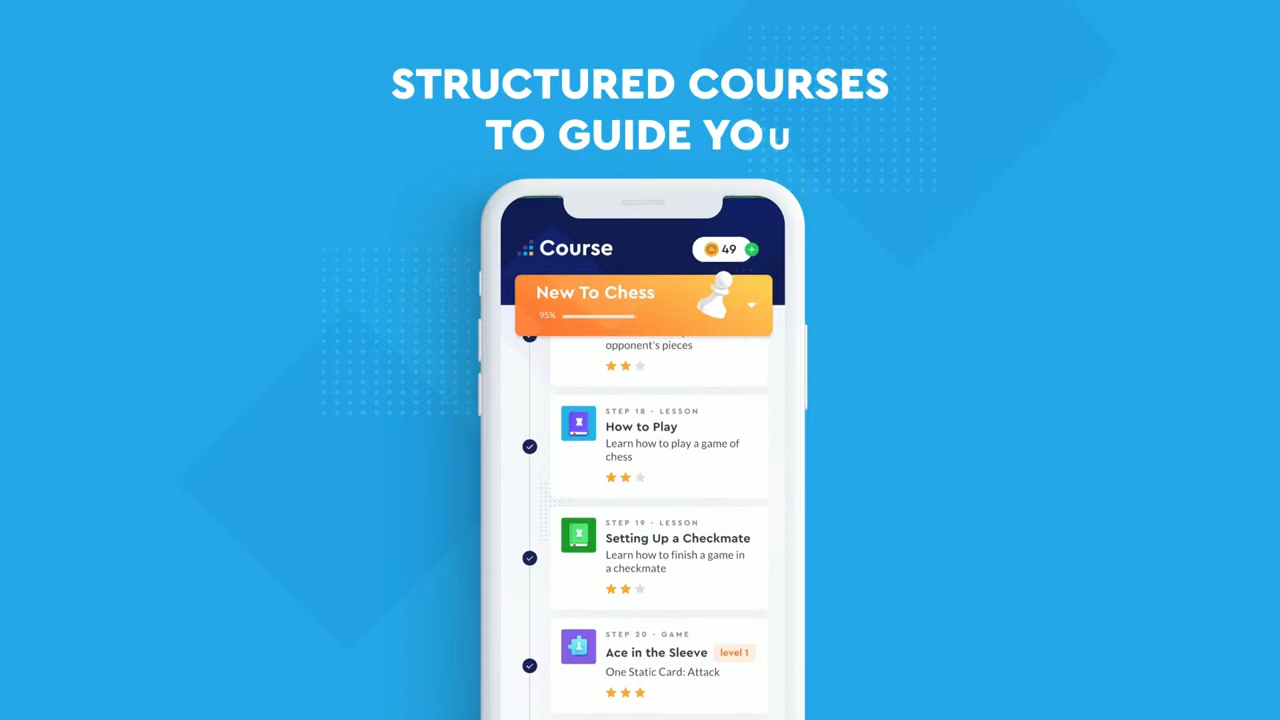 STRUCTURED COURSES
TO GUIDE YOU
Course
49
New To Chess
95%
opponent's pieces
STEP 18 - LESSON
How to Play
Learn how to play a game of
chess
STEP 19 - LESSON
Setting Up a Checkmate
Learn how to finish a game in
a checkmate
STEP 20 - GAME
Ace in the Sleeve level 1
One Static Card: Attack